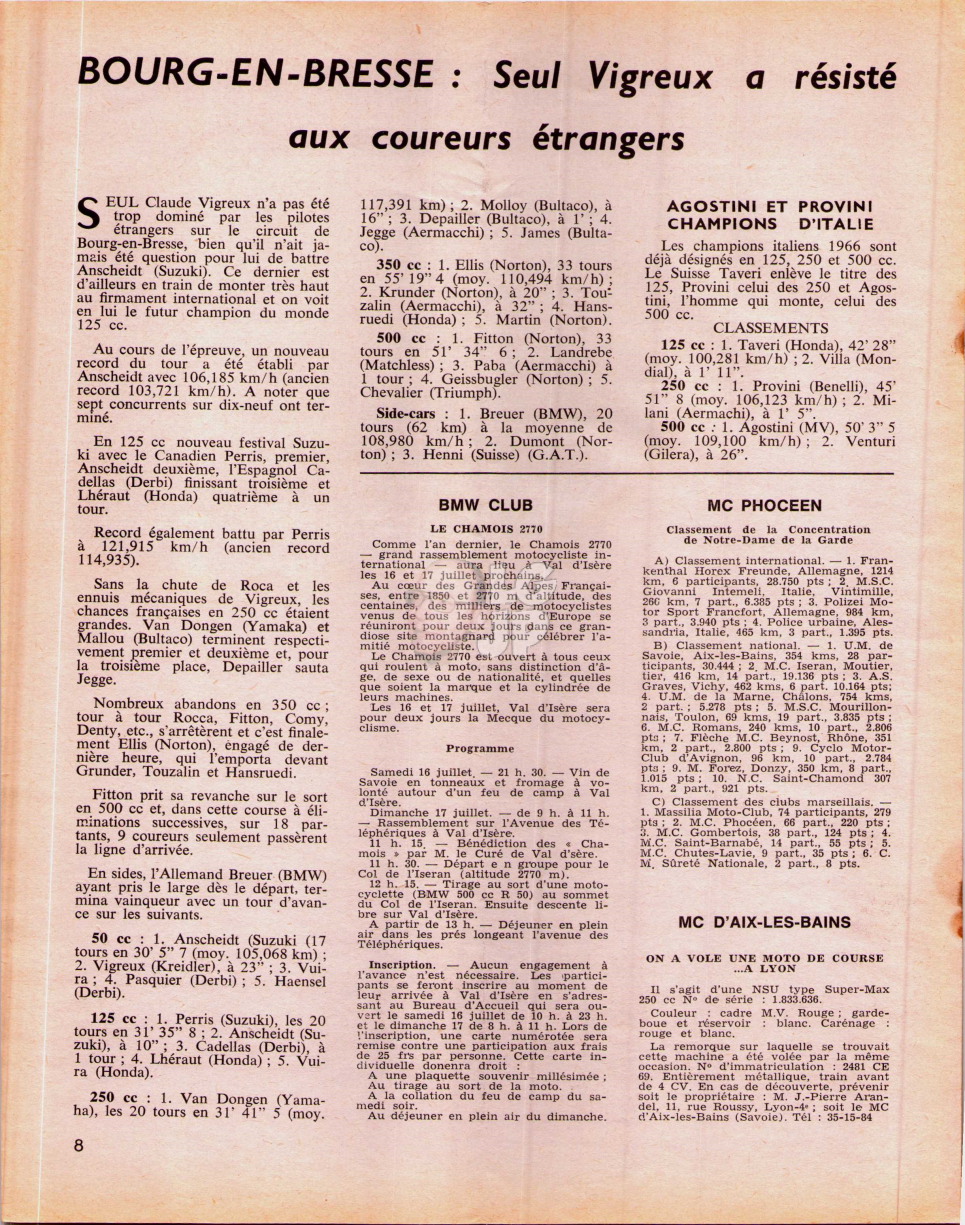 BOURG-EN-BRESSE : Seul Vigreux a résisté
aux coureurs étrangers
SEUL Claude Vigreux n'a pas été
trop dominé par les pilotes
étrangers sur le circuit de
Bourg-en-Bresse, bien qu'il n'ait ja-
mais été question pour lui de battre
Anscheidt (Suzuki). Ce dernier est
d'ailleurs en train de monter très haut
au firmament international et on voit
en lui le futur champion du monde
125 cc.
Au cours de l'épreuve, un nouveau
record du tour a été établi par
Anscheidt avec 106,185 km/h (ancien
record 103,721 km/h). A noter que
sept concurrents sur dix-neuf ont ter-
miné.
En 125 cc nouveau festival Suzu-
ki avec le Canadien Perris, premier,
Anscheidt deuxième, l'Espagnol Ca-
dellas (Derbi) finissant troisième et
Lhéraut (Honda) quatrième à un
tour.
Record également battu par Perris
à 121,915 km/h (ancien record
114,935).
Sans la chute de Roca et les
ennuis mécaniques de Vigreux, les
chances françaises en 250 cc étaient
grandes. Van Dongen (Yamaka) et
Mallou (Bultaco) terminent respecti-
vement premier et deuxième et, pour
la troisième place, Depailler sauta
Jegge.
Nombreux abandons en 350 cc ;
tour à tour Rocca, Fitton, Comy,
Denty, etc., s'arrêtèrent et c'est finale-
ment Ellis (Norton), engagé de der-
nière heure, qui l'emporta devant
Grunder, Touzalin et Hansruedi.
Fitton prit sa revanche sur le sort
en 500 cc et, dans cette course à éli-
minations successives, sur 18 par-
tants, 9 coureurs seulement passèrent
la ligne d'arrivée.
En sides, l'Allemand Breuer (BMW)
ayant pris le large dès le départ, ter-
mina vainqueur avec un tour d'avan-
ce sur les suivants.
50 cc : 1. Anscheidt (Suzuki (17
tours en 30' 5" 7 (moy. 105,068 km) ;
2. Vigreux (Kreidler), à 23" ; 3. Vui-
ra ; 4. Pasquier (Derbi) ; 5. Haensel
(Derbi).
125 cc : 1. Perris (Suzuki), les 20
tours en 31' 35" 8 ; 2. Anscheidt (Su-
zuki), à 10" ; 3. Cadellas (Derbi), à
1 tour ; 4. Lhéraut (Honda) ; 5. Vui-
ra (Honda).
250 cc : 1. Van Dongen (Yama-
ha), les 20 tours en 31' 41" 5 (moy.
117,391 km) ; 2. Molloy (Bultaco), à
16" ; 3. Depailler (Bultaco), à 1' ; 4.
Jegge (Aermacchi) ; 5. James (Bulta-
co).
350 cc : 1. Ellis (Norton), 33 tours
en 55' 19" 4 (moy. 110,494 km/h) ;
2. Krunder (Norton), à 20" ; 3. Tou-
zalin (Aermacchi), à 32" ; 4. Hans-
ruedi (Honda) ; 5. Martin (Norton).
500 cc : 1. Fitton (Norton), 33
tours en 51' 34" 6 ; 2. Landrebe
(Matchless) ; 3. Paba (Aermacchi) à
1 tour ; 4. Geissbugler (Norton) ; 5.
Chevalier (Triumph).
Side-cars : 1. Breuer (BMW), 20
tours (62 km) à la moyenne de
108,980 km/h ; 2. Dumont (Nor-
ton) ; 3. Henni (Suisse) (G.A.T.).
AGOSTINI ET PROVINI
CHAMPIONS D'ITALIE
Les champions italiens 1966 sont
déjà désignés en 125, 250 et 500 cc.
Le Suisse Taveri enlève le titre des
125, Provini celui des 250 et Agos-
tini, l'homme qui monte, celui des
500 cc.
CLASSEMENTS
125 cc : 1. Taveri (Honda), 42' 28"
(moy. 100,281 km/h) ; 2. Villa (Mon-
dial), à 1' 11".
250 cc : 1. Provini (Benelli), 45'
51" 8 (moy. 106,123 km/h) ; 2. Mi-
lani (Aermachi), à 1' 5".
500 cc : 1. Agostini (MV), 50' 3" 5
(moy. 109,100 km/h) ; 2. Venturi
(Gilera), à 26".
BMW CLUB
LE CHAMOIS 2770
Comme l'an dernier, le Chamois 2770
— grand rassemblement motocycliste in-
ternational — aura lieu à Val d'Isère
les 16 et 17 juillet prochains.
Au cœur des Grandes Alpes Françai-
ses, entre 1850 et 2770 m d'altitude, des
centaines, des milliers de motocyclistes
venus de tous les horizons d'Europe se
réuniront pour deux jours dans ce gran-
diose site montagnard pour célébrer l'a-
mitié motocycliste.
Le Chamois 2770 est ouvert à tous ceux
qui roulent à moto, sans distinction d'â-
ge, de sexe ou de nationalité, et quelles
que soient la marque et la cylindrée de
leurs machines.
Les 16 et 17 juillet, Val d'Isère sera
pour deux jours la Mecque du motocy-
clisme.
Programme
Samedi 16 juillet. — 21 h. 30. — Vin de
Savoie en tonneaux et fromage à vo-
lonté autour d'un feu de camp à Val
d'Isère.
Dimanche 17 juillet. — de 9 h. à 11 h.
— Rassemblement sur l'Avenue des Té-
léphériques à Val d'Isère.
11 h. 15. — Bénédiction des « Cha-
mois » par M. le Curé de Val d'sère.
11 h. 30. — Départ e n groupe pour le
Col de l'Iseran (altitude 2770 m).
12 h. 15. — Tirage au sort d'une moto-
cyclette (BMW 500 cc R 50) au sommet
du Col de l'Iseran. Ensuite descente li-
bre sur Val d'Isère.
A partir de 13 h. — Déjeuner en plein
air dans les prés longeant l'avenue des
Téléphériques.
Inscription. — Aucun engagement à
l'avance n'est nécessaire. Les partici-
pants se feront inscrire au moment de
leur arrivée à Val d'Isère en s'adres-
sant au Bureau d'Accueil qui sera ou-
vert le samedi 16 juillet de 10 h. à 23 h.
et le dimanche 17 de 8 h. à 11 h. Lors de
l'inscription, une carte numérotée sera
remise contre une participation aux frais
de 25 frs par personne. Cette carte in-
dividuelle donenra droit :
A une plaquette souvenir millésimée ;
Au tirage au sort de la moto.
A la collation du feu de camp du sa-
medi soir.
Au déjeuner en plein air du dimanche.
MC PHOCEEN
Classement de la Concentration
de Notre-Dame de la Garde
A) Classement international. — 1. Fran-
kenthal Horex Freunde, Allemagne, 1214
km, 6 participants, 28.750 pts ; 2. M.S.C.
Giovanni Intemeli, Italie, Vintimille,
266 km, 7 part., 6.385 pts ; 3. Polizei Mo-
tor Sport Francfort, Allemagne, 984 km,
3 part., 3.940 pts ; 4. Police urbaine, Ales-
sandria, Italie, 465 km, 3 part., 1.395 pts.
B) Classement national. — 1. U.M. de
Savoie, Aix-les-Bains, 354 kms, 28 par-
ticipants, 30.444 ; 2. M.C. Iseran, Moutier,
tier, 416 km, 14 part., 19.136 pts ; 3. A.S.
Graves, Vichy, 462 kms, 6 part. 10.164 pts;
4. U.M. de la Marne, Châlons, 754 kms,
2 part. ; 5.278 pts ; 5. M.S.C. Mourillon-
nais, Toulon, 69 kms, 19 part., 3.835 pts ;
6. M.C. Romans, 240 kms, 10 part., 2.806
pts ; 7. Flèche M.C. Beynost, Rhône, 351
km, 2 part., 2.800 pts ; 9. Cyclo Motor-
Club d'Avignon, 96 km, 10 part., 2.784
pts ; 9. M. Forez, Donzy, 350 km, 8 part.,
1.015 pts ; 10. N.C. Saint-Chamond 307
km, 2 part., 921 pts.
C) Classement des clubs marseillais. —
1. Massilia Moto-Club, 74 participants, 279
pts ; 2. M.C. Phocéen, 66 part., 220 pts ;
3. M.C. Gombertois, 38 part., 124 pts ; 4.
M.C. Saint-Barnabé, 14 part., 55 pts ; 5.
M.C. Chutes-Lavie, 9 part., 35 pts ; 6. C.
M. Sûreté Nationale, 2 part., 8 pts.
MC D'AIX-LES-BAINS
ON A VOLE UNE MOTO DE COURSE
...A LYON
Il s'agit d'une NSU type Super-Max
250 cc N° de série : 1.833.636.
Couleur : cadre M.V. Rouge ; garde-
boue et réservoir : blanc. Carénage :
rouge et blanc.
La remorque sur laquelle se trouvait
cette machine a été volée par la même
occasion. N° d'immatriculation : 2481 CE
69. Entièrement métallique, train avant
de 4 CV. En cas de découverte, prévenir
soit le propriétaire : M. J.-Pierre Aran-
del, 11, rue Roussy, Lyon-4e ; soit le MC
d'Aix-les-Bains (Savoie). Tél : 35-15-84
8